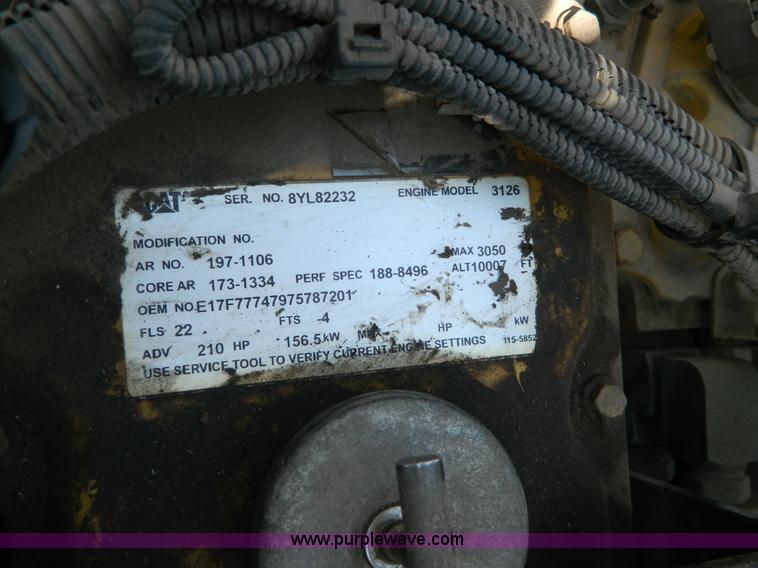 CAT SER. NO. 8YL82232 ENGINE MODEL 3126
MODIFICATION NO.
AR NO. 197-1106 MAX 3050
CORE AR 173-1334 PERF SPEC 188-8496 ALT10007 FT
OEM NO. E17F77747975787201
FLS 22 FTS -4
ADV 210 HP 156.5 kW HP kW
USE SERVICE TOOL TO VERIFY CURRENT ENGINE SETTINGS 115-5852
www.purplewave.com